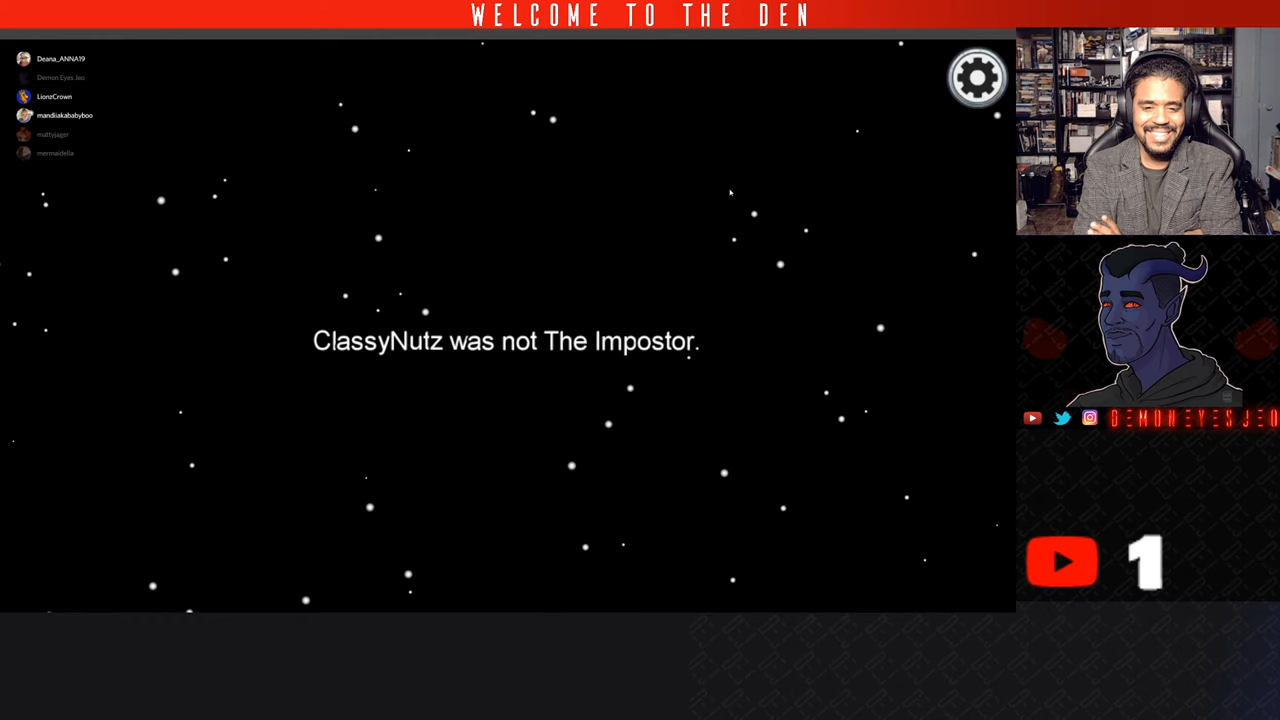 WELCOME TO THE DEN
Deana_ANNA19
Demon Eyes Jeo
LionzCrown
mandiiakababyboo
mattyjager
mermaidella
ClassyNutz was not The Impostor.
DEMONEYESJEO
1